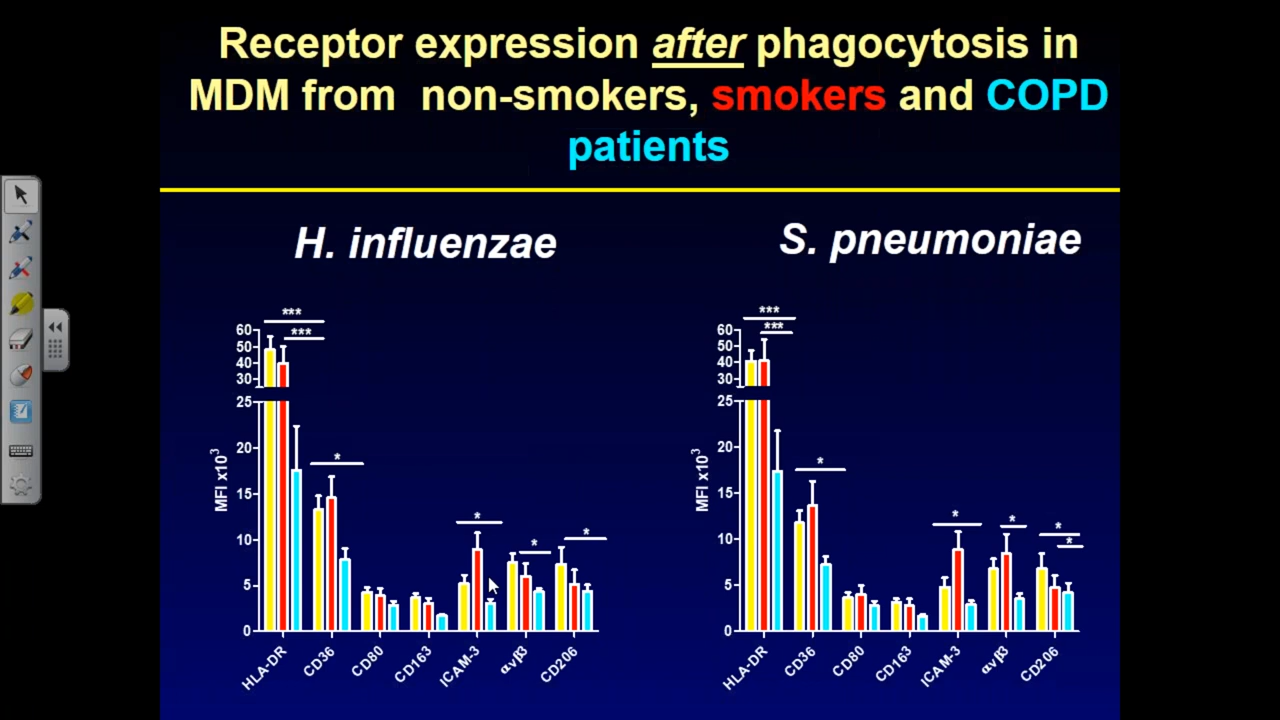 Receptor expression after phagocytosis in
MDM from non-smokers, smokers and COPD
patients
H. influenzae
S. pneumoniae
***
***
60
50
40
30
25
20
15
10
5
0
MFI x10³
*
*
*
*
HLA-DR
CD36
CD80
CD163
ICAM-3
αvβ3
CD206
***
***
60
50
40
30
25
20
15
10
5
0
MFI x10³
*
*
*
*
*
HLA-DR
CD36
CD80
CD163
ICAM-3
αvβ3
CD206